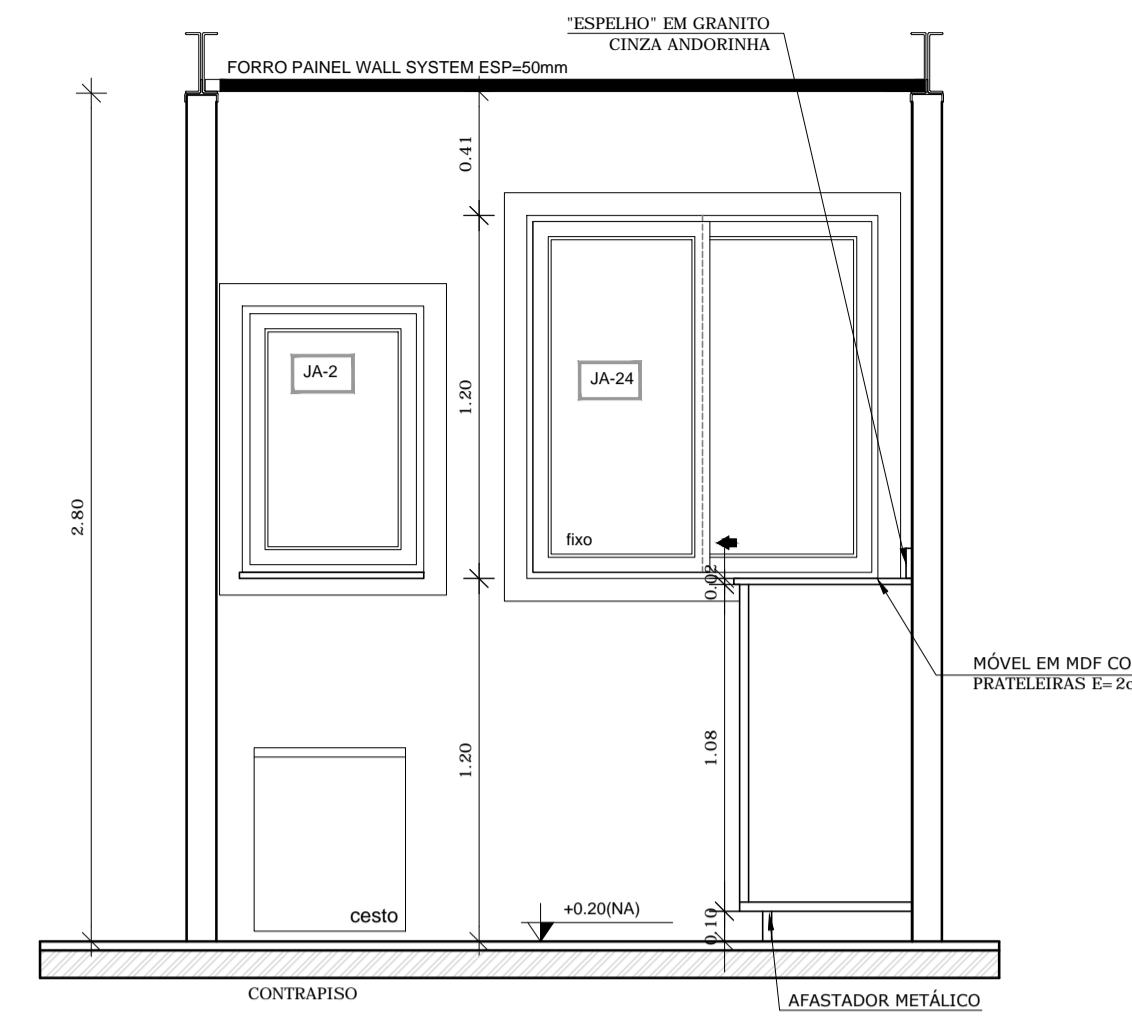 "ESPELHO" EM GRANITO
CINZA ANDORINHA
FORRO PAINEL WALL SYSTEM ESP=50mm
0.41
JA-2
JA-24
1.20
2.80
fixo
0.02
MÓVEL EM MDF CO
PRATELEIRAS E= 2c
1.20
1.08
cesto
+0.20(NA)
0.10
CONTRAPISO
AFASTADOR METÁLICO